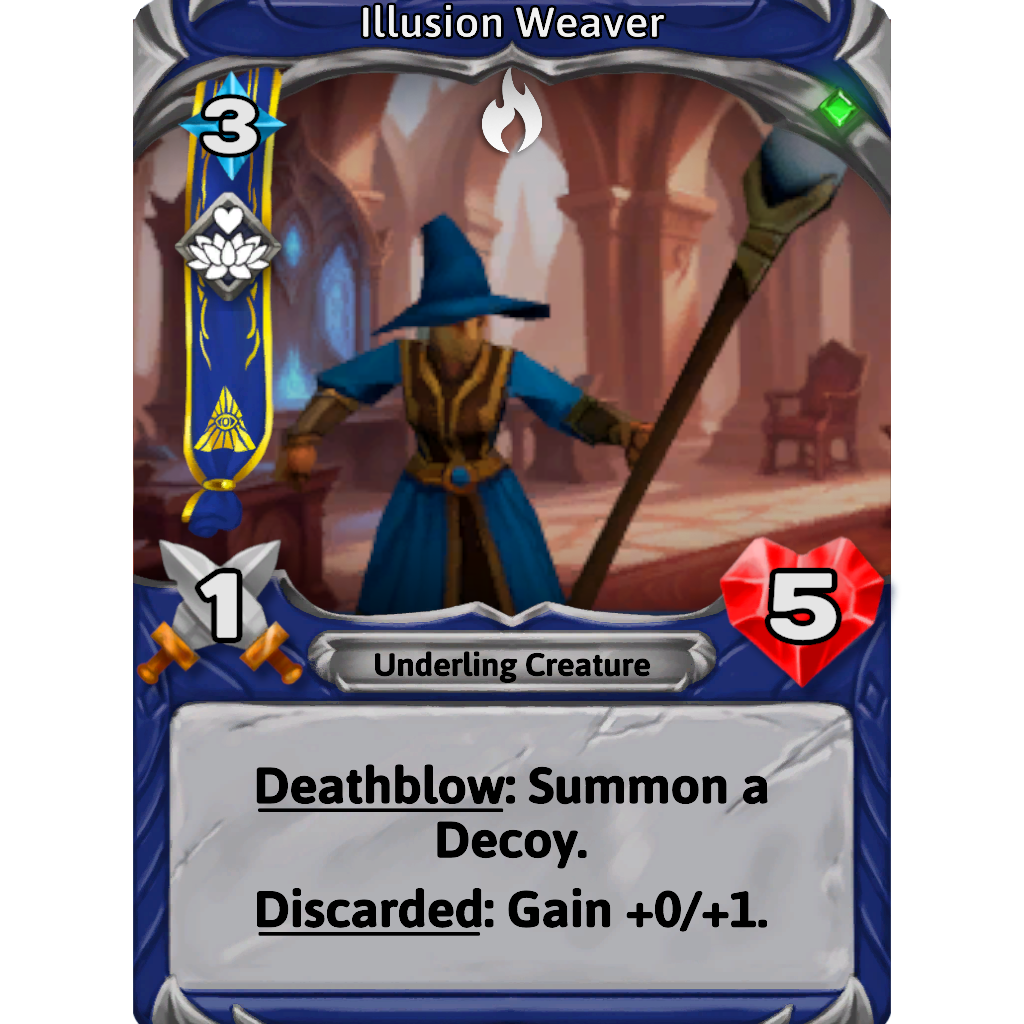 Illusion Weaver
3
1
5
Underling Creature
Deathblow: Summon a
Decoy.
Discarded: Gain +0/+1.